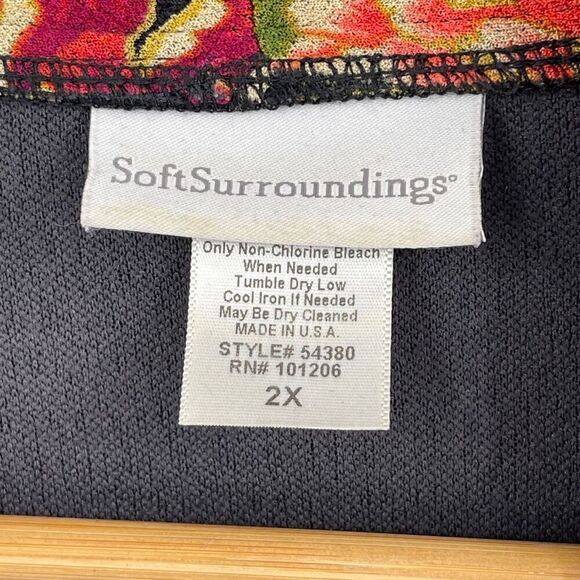 SoftSurroundings®
Only Non-Chlorine Bleach
When Needed
Tumble Dry Low
Cool Iron If Needed
May Be Dry Cleaned
MADE IN U.S.A.
STYLE# 54380
RN# 101206
2X